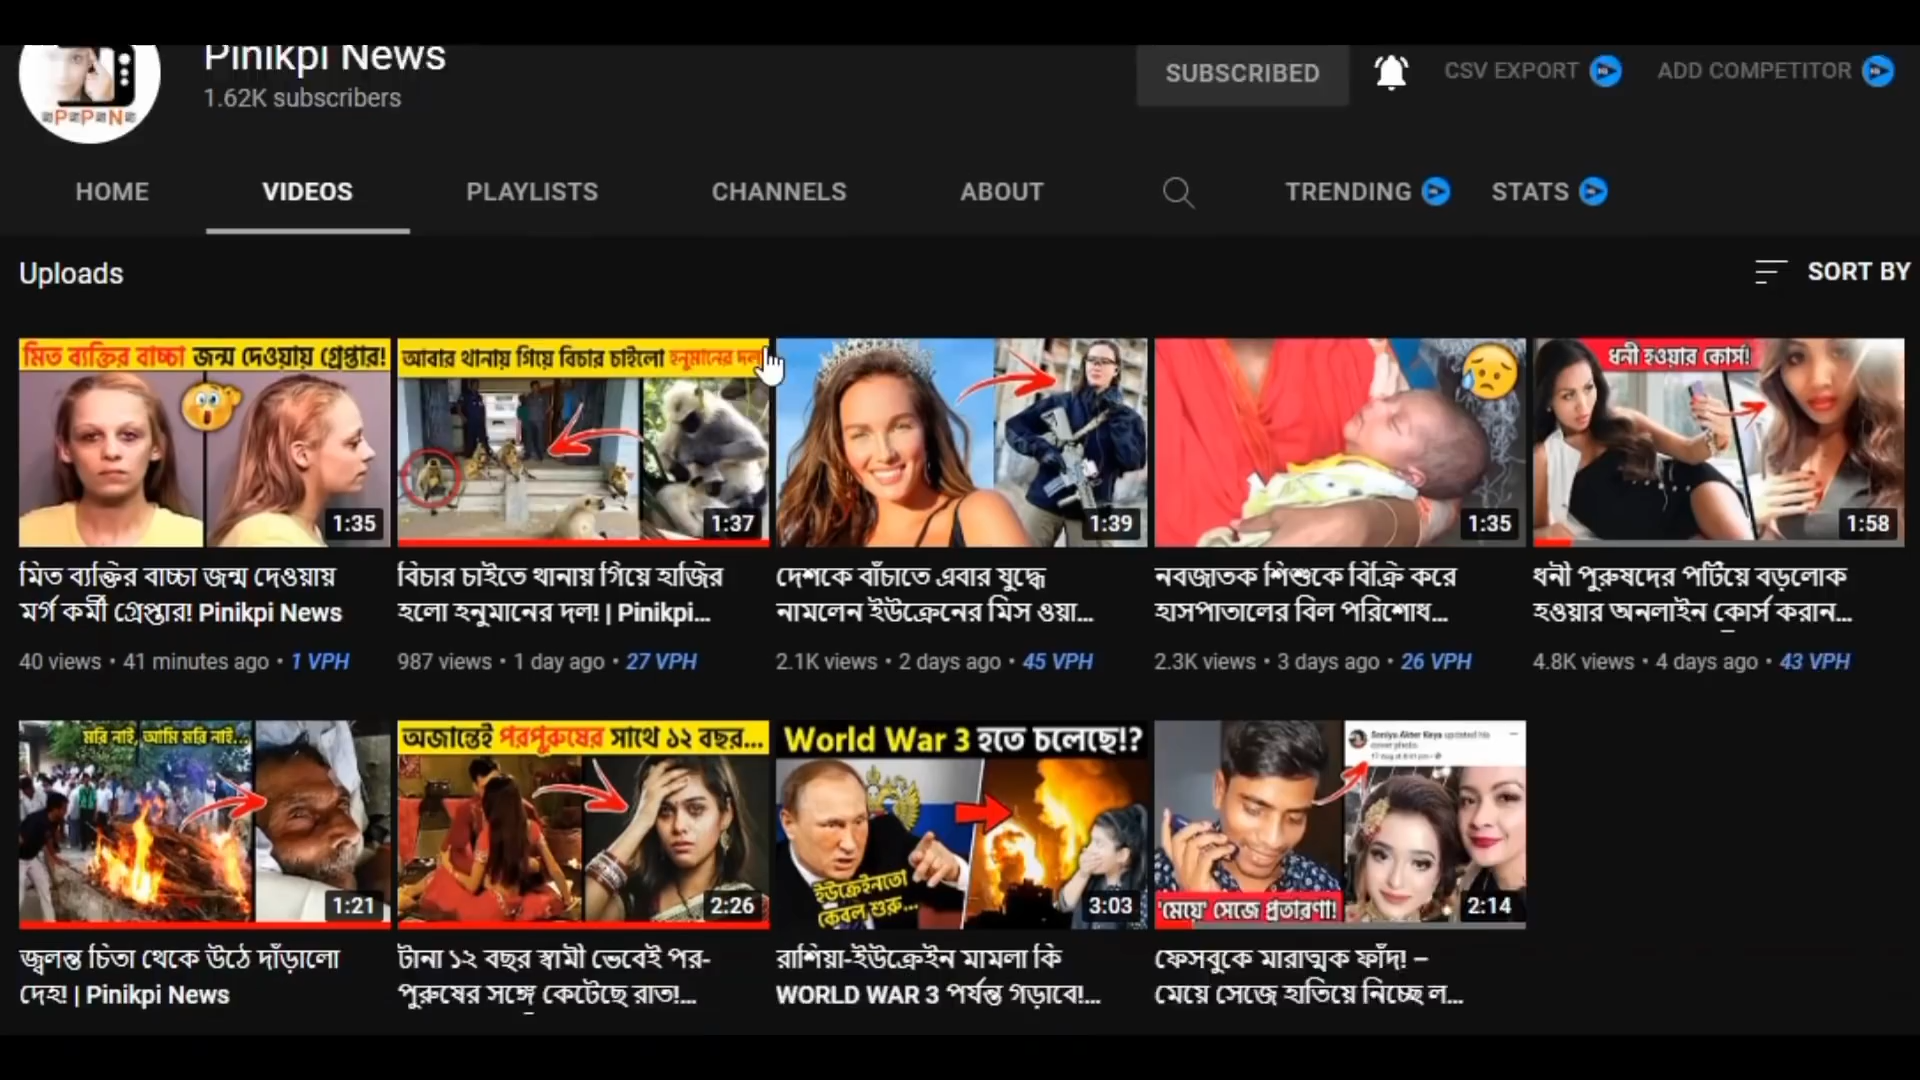 Pinikpi News
1.62K subscribers
P P N
SUBSCRIBED
CSV EXPORT
ADD COMPETITOR
HOME
VIDEOS
PLAYLISTS
CHANNELS
ABOUT
TRENDING
STATS
Uploads
SORT BY
মিত ব্যক্তির বাচ্চা জন্ম দেওয়ায় গ্রেপ্তার!
1:35
আবার থানায় গিয়ে বিচার চাইলো হনুমানের দল
1:37
1:39
1:35
ধনী হওয়ার কোর্স!
1:58
মিত ব্যক্তির বাচ্চা জন্ম দেওয়ায়
মর্গ কর্মী গ্রেপ্তার! Pinikpi News
40 views • 41 minutes ago • 1 VPH
বিচার চাইতে থানায় গিয়ে হাজির
হলো হনুমানের দল! | Pinikpi...
987 views • 1 day ago • 27 VPH
দেশকে বাঁচাতে এবার যুদ্ধে
নামলেন ইউক্রেনের মিস ওয়া...
2.1K views • 2 days ago • 45 VPH
নবজাতক শিশুকে বিক্রি করে
হাসপাতালের বিল পরিশোধ...
2.3K views • 3 days ago • 26 VPH
ধনী পুরুষদের পটিয়ে বড়লোক
হওয়ার অনলাইন কোর্স করান...
4.8K views • 4 days ago • 43 VPH
মরি নাই, আমি মরি নাই...
1:21
অজান্তেই পরপুরুষের সাথে ১২ বছর...
2:26
World War 3 হতে চলেছে!?
ইউক্রেইনতো
কেবল শুরু...
3:03
Soniya Akter Keya updated his
cover photo.
'মেয়ে' সেজে প্রতারণা!
2:14
জ্বলন্ত চিতা থেকে উঠে দাঁড়ালো
দেহ! | Pinikpi News
টানা ১২ বছর স্বামী ভেবেই পর-
পুরুষের সঙ্গে কেটেছে রাত!...
রাশিয়া-ইউক্রেইন মামলা কি
WORLD WAR 3 পর্যন্ত গড়াবে!...
ফেসবুকে মারাত্মক ফাঁদ! –
মেয়ে সেজে হাতিয়ে নিচ্ছে ল...